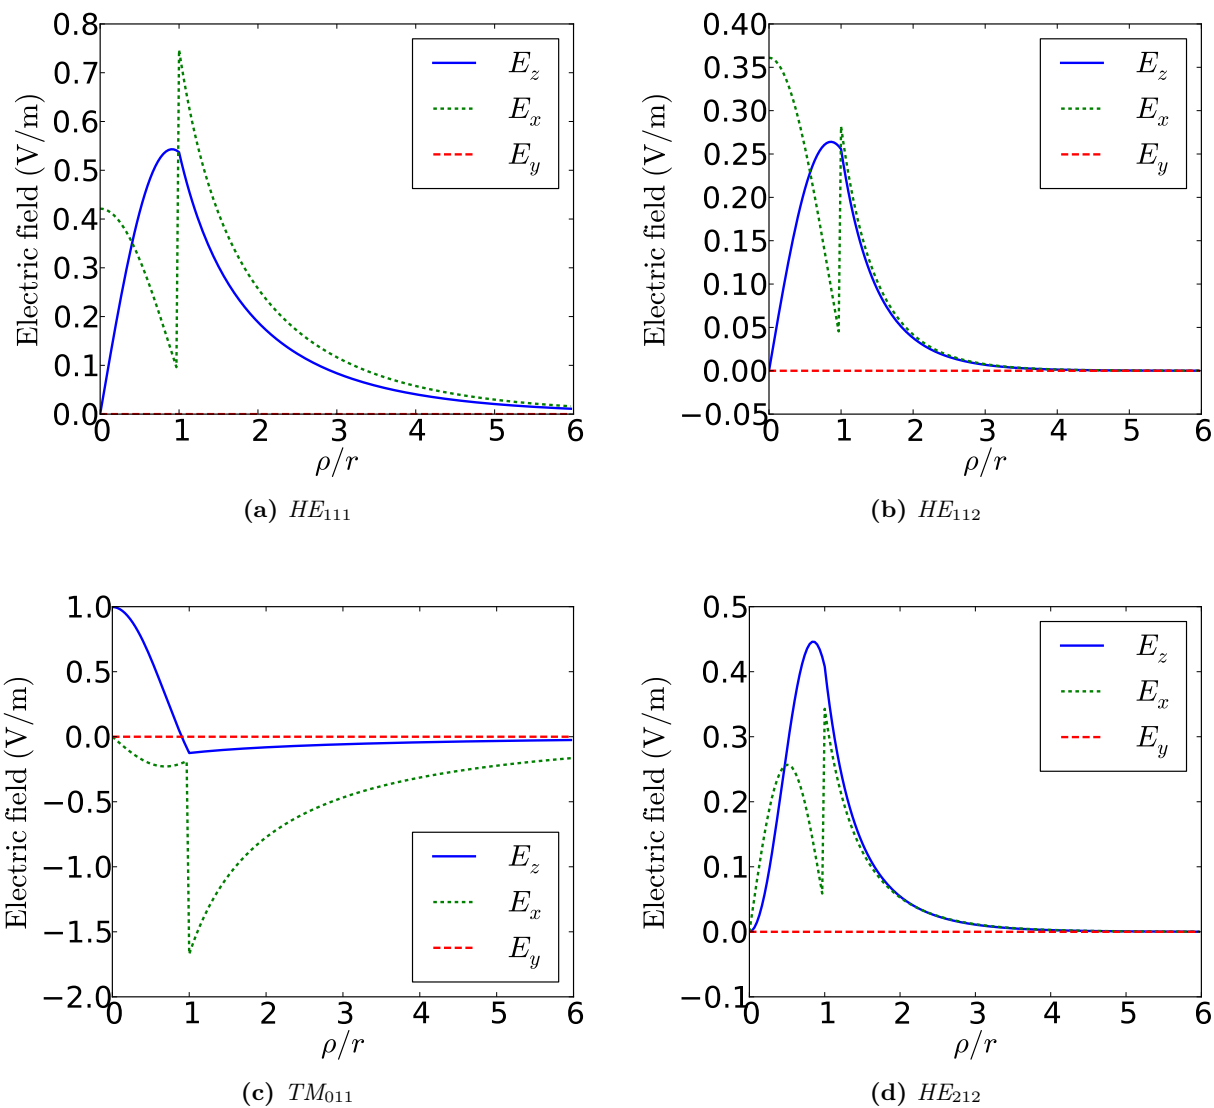 0.8
0.7
0.6
0.5
0.4
0.3
0.2
0.1
0.0
Electric field (V/m)
E_z
E_x
E_y
0 1 2 3 4 5 6
ρ/r
(a) HE₁₁₁
0.40
0.35
0.30
0.25
0.20
0.15
0.10
0.05
0.00
−0.05
Electric field (V/m)
E_z
E_x
E_y
0 1 2 3 4 5 6
ρ/r
(b) HE₁₁₂
1.0
0.5
0.0
−0.5
−1.0
−1.5
−2.0
Electric field (V/m)
E_z
E_x
E_y
0 1 2 3 4 5 6
ρ/r
(c) TM₀₁₁
0.5
0.4
0.3
0.2
0.1
0.0
−0.1
Electric field (V/m)
E_z
E_x
E_y
0 1 2 3 4 5 6
ρ/r
(d) HE₂₁₂